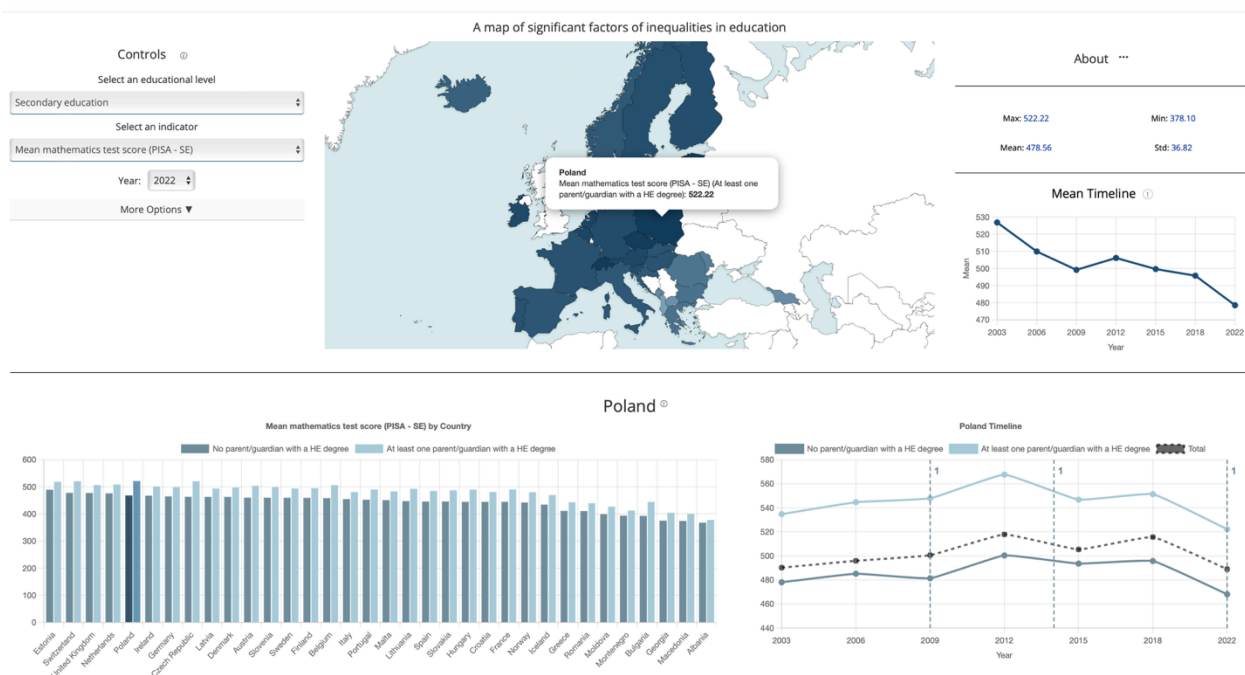 A map of significant factors of inequalities in education
Controls
Select an educational level
Secondary education
Select an indicator
Mean mathematics test score (PISA - SE)
Year: 2022
More Options ▼
Poland
Mean mathematics test score (PISA - SE) (At least one
parent/guardian with a HE degree): 522.22
About ...
Max: 522.22 Min: 378.10
Mean: 478.56 Std: 36.82
Mean Timeline
530
520
510
500
490
480
470
Mean
2003 2006 2009 2012 2015 2018 2022
Year
Poland
Mean mathematics test score (PISA - SE) by Country
No parent/guardian with a HE degree At least one parent/guardian with a HE degree
600
500
400
300
200
100
0
Estonia
Switzerland
United Kingdom
Netherlands
Poland
Ireland
Germany
Czech Republic
Latvia
Denmark
Austria
Slovenia
Sweden
Finland
Belgium
Italy
Portugal
Malta
Lithuania
Spain
Slovakia
Hungary
Croatia
France
Norway
Iceland
Greece
Romania
Moldova
Montenegro
Bulgaria
Georgia
Macedonia
Albania
Poland Timeline
No parent/guardian with a HE degree At least one parent/guardian with a HE degree Total
580
560
540
520
500
480
460
440
1 1 1
2003 2006 2009 2012 2015 2018 2022
Year